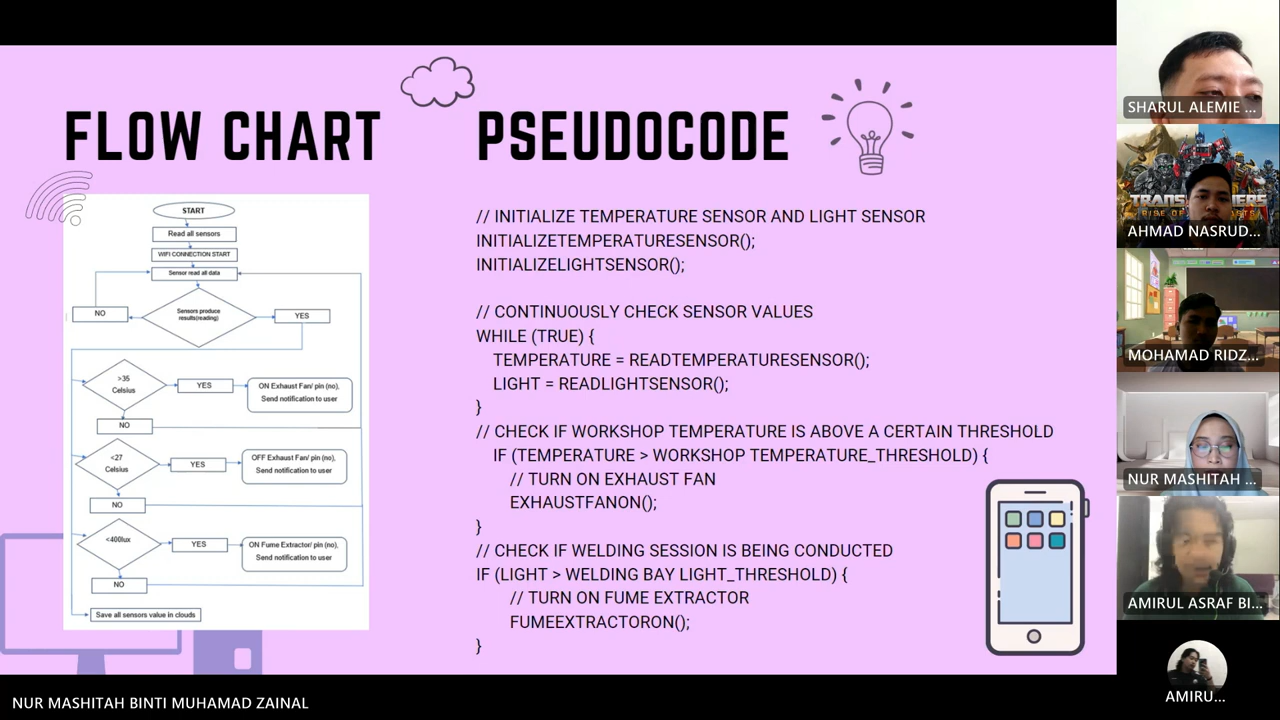 FLOW CHART
PSEUDOCODE
START
Read all sensors
WIFI CONNECTION START
Sensor read all data
NO
Sensors produce
results(reading)
YES
>35
Celsius
YES
ON Exhaust Fan/ pin (no),
Send notification to user
NO
<27
Celsius
YES
OFF Exhaust Fan/ pin (no),
Send notification to user
NO
<400lux
YES
ON Fume Extractor/ pin (no),
Send notification to user
NO
Save all sensors value in clouds
// INITIALIZE TEMPERATURE SENSOR AND LIGHT SENSOR
INITIALIZETEMPERATURESENSOR();
INITIALIZELIGHTSENSOR();
// CONTINUOUSLY CHECK SENSOR VALUES
WHILE (TRUE) {
TEMPERATURE = READTEMPERATURESENSOR();
LIGHT = READLIGHTSENSOR();
}
// CHECK IF WORKSHOP TEMPERATURE IS ABOVE A CERTAIN THRESHOLD
IF (TEMPERATURE > WORKSHOP TEMPERATURE_THRESHOLD) {
// TURN ON EXHAUST FAN
EXHAUSTFANON();
}
// CHECK IF WELDING SESSION IS BEING CONDUCTED
IF (LIGHT > WELDING BAY LIGHT_THRESHOLD) {
// TURN ON FUME EXTRACTOR
FUMEEXTRACTORON();
}
SHARUL ALEMIE ...
TRANSFORMERS
RISE OF
AHMAD NASRUD...
MOHAMAD RIDZ...
NUR MASHITAH ...
AMIRUL ASRAF BI...
AMIRU...
NUR MASHITAH BINTI MUHAMAD ZAINAL